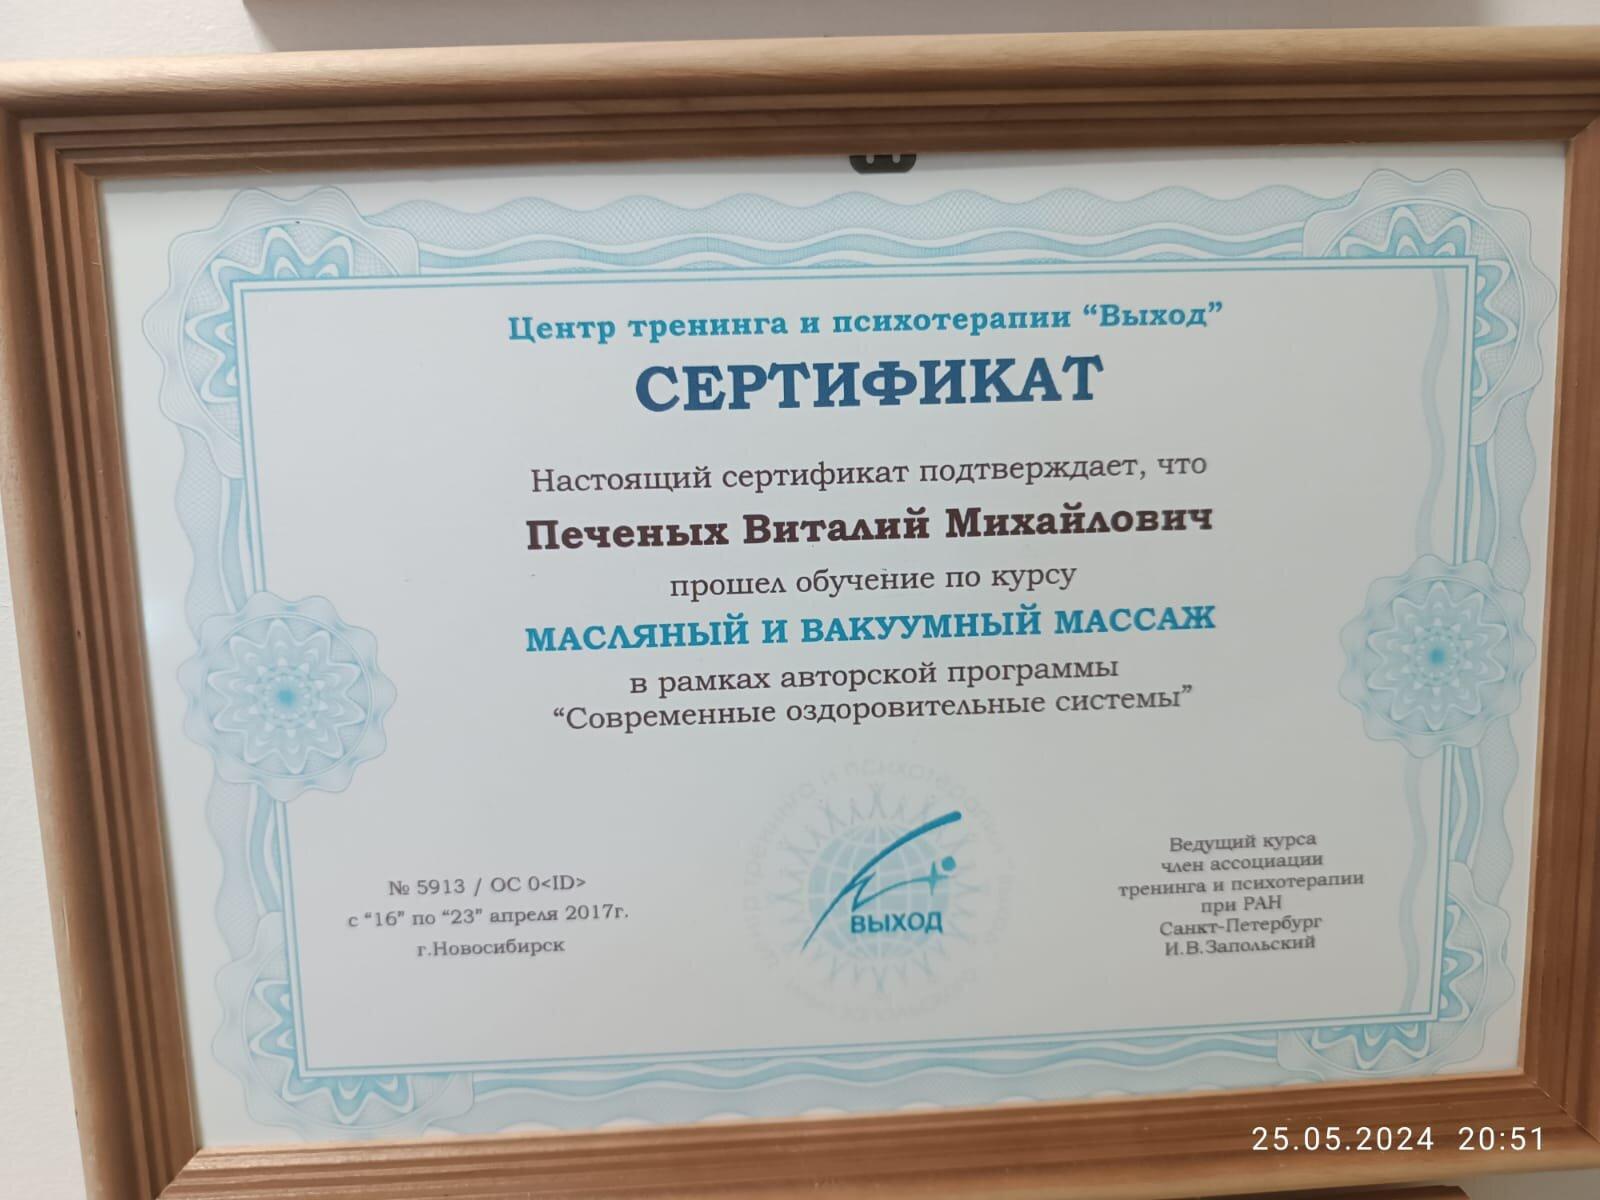 Центр тренинга и психотерапии “Выход”
СЕРТИФИКАТ
Настоящий сертификат подтверждает, что
Печеных Виталий Михайлович
прошел обучение по курсу
МАСЛЯНЫЙ И ВАКУУМНЫЙ МАССАЖ
в рамках авторской программы
“Современные оздоровительные системы”
№ 5913 / ОС 0<ID>
с “16” по “23” апреля 2017г.
г.Новосибирск
тренинга и психотерапии
ВЫХОД
Ведущий курса
член ассоциации
тренинга и психотерапии
при РАН
Санкт-Петербург
И.В.Запольский
25.05.2024 20:51